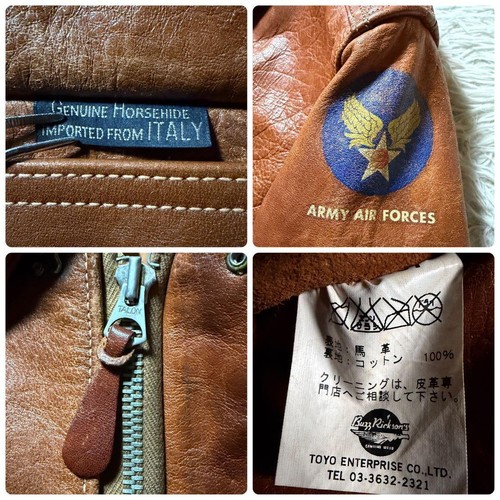 GENUINE HORSEHIDE
IMPORTED FROM ITALY
ARMY AIR FORCES
TALON
表地・馬 革
裏地・コットン 100%
クリーニングは、皮革専
門店へご相談して下さい。
Buzz Rickson's
TOYO ENTERPRISE CO.,LTD.
TEL 03-3632-2321